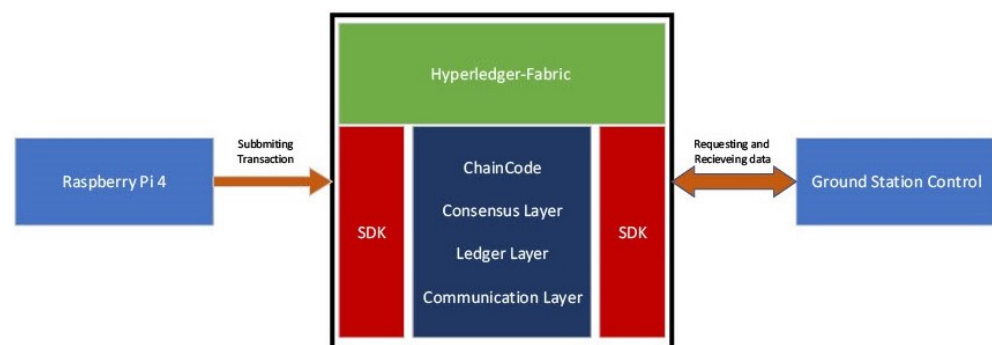 Hyperledger-Fabric
Subbmiting
Transaction
Raspberry Pi 4
SDK
ChainCode
Consensus Layer
Ledger Layer
Communication Layer
SDK
Requesting and
Recieveing data
Ground Station Control